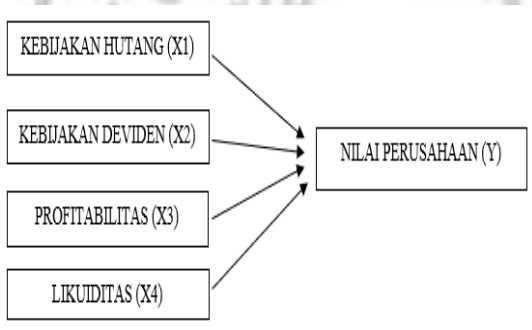 KEBIJAKAN HUTANG (X1)
KEBIJAKAN DEVIDEN (X2)
NILAI PERUSAHAAN (Y)
PROFITABILITAS (X3)
LIKUIDITAS (X4)